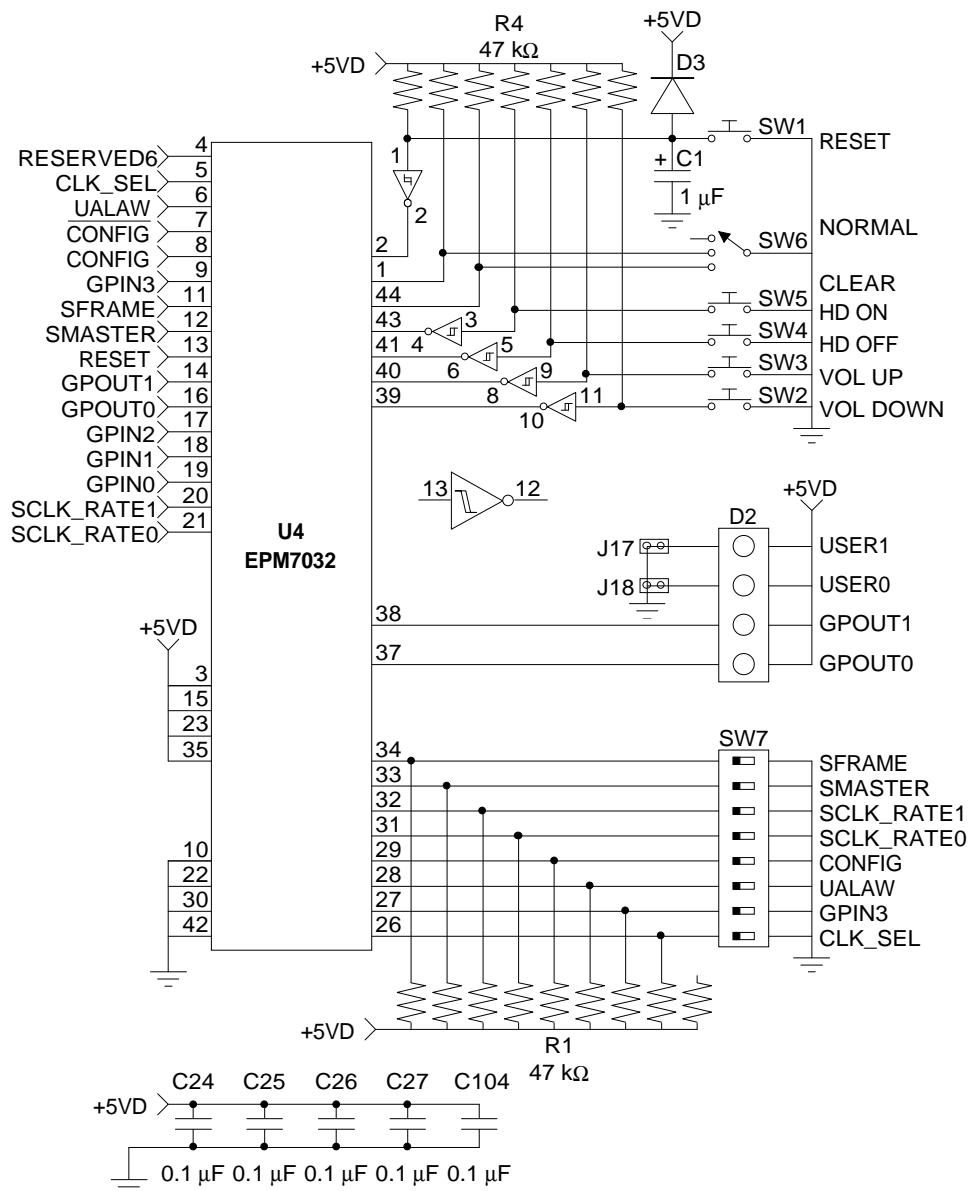 R4
47 kΩ
+5VD
+5VD
D3
SW1
RESET
+ C1
1 µF
1
2
4 RESERVED6
5 CLK_SEL
6 UALAW
7 CONFIG
8 CONFIG
9 GPIN3
11 SFRAME
12 SMASTER
13 RESET
14 GPOUT1
16 GPOUT0
17 GPIN2
18 GPIN1
19 GPIN0
20 SCLK_RATE1
21 SCLK_RATE0
2
1
44
43
41
40
39
4 3
6 5
8 9
10 11
NORMAL
SW6
CLEAR
SW5
HD ON
SW4
HD OFF
SW3
VOL UP
SW2
VOL DOWN
13 12
U4
EPM7032
+5VD
D2
J17 USER1
J18 USER0
38 GPOUT1
37 GPOUT0
+5VD
3
15
23
35
10
22
30
42
SW7
34 SFRAME
33 SMASTER
32 SCLK_RATE1
31 SCLK_RATE0
29 CONFIG
28 UALAW
27 GPIN3
26 CLK_SEL
+5VD
R1
47 kΩ
C24 C25 C26 C27 C104
+5VD
0.1 µF 0.1 µF 0.1 µF 0.1 µF 0.1 µF